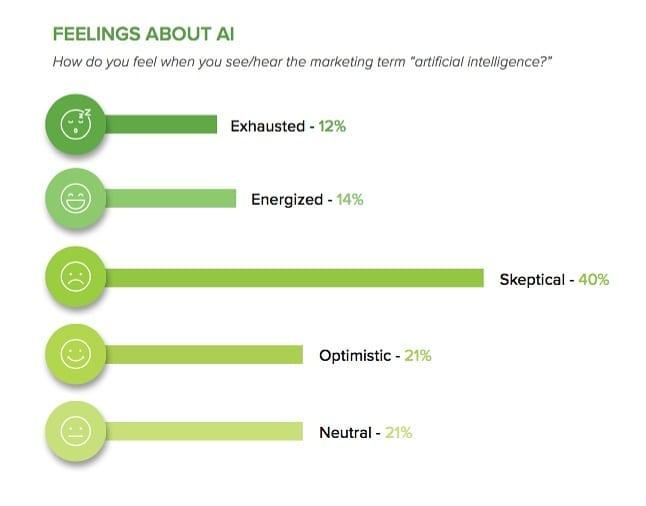 FEELINGS ABOUT AI
How do you feel when you see/hear the marketing term "artificial intelligence?"
Exhausted - 12%
Energized - 14%
Skeptical - 40%
Optimistic - 21%
Neutral - 21%